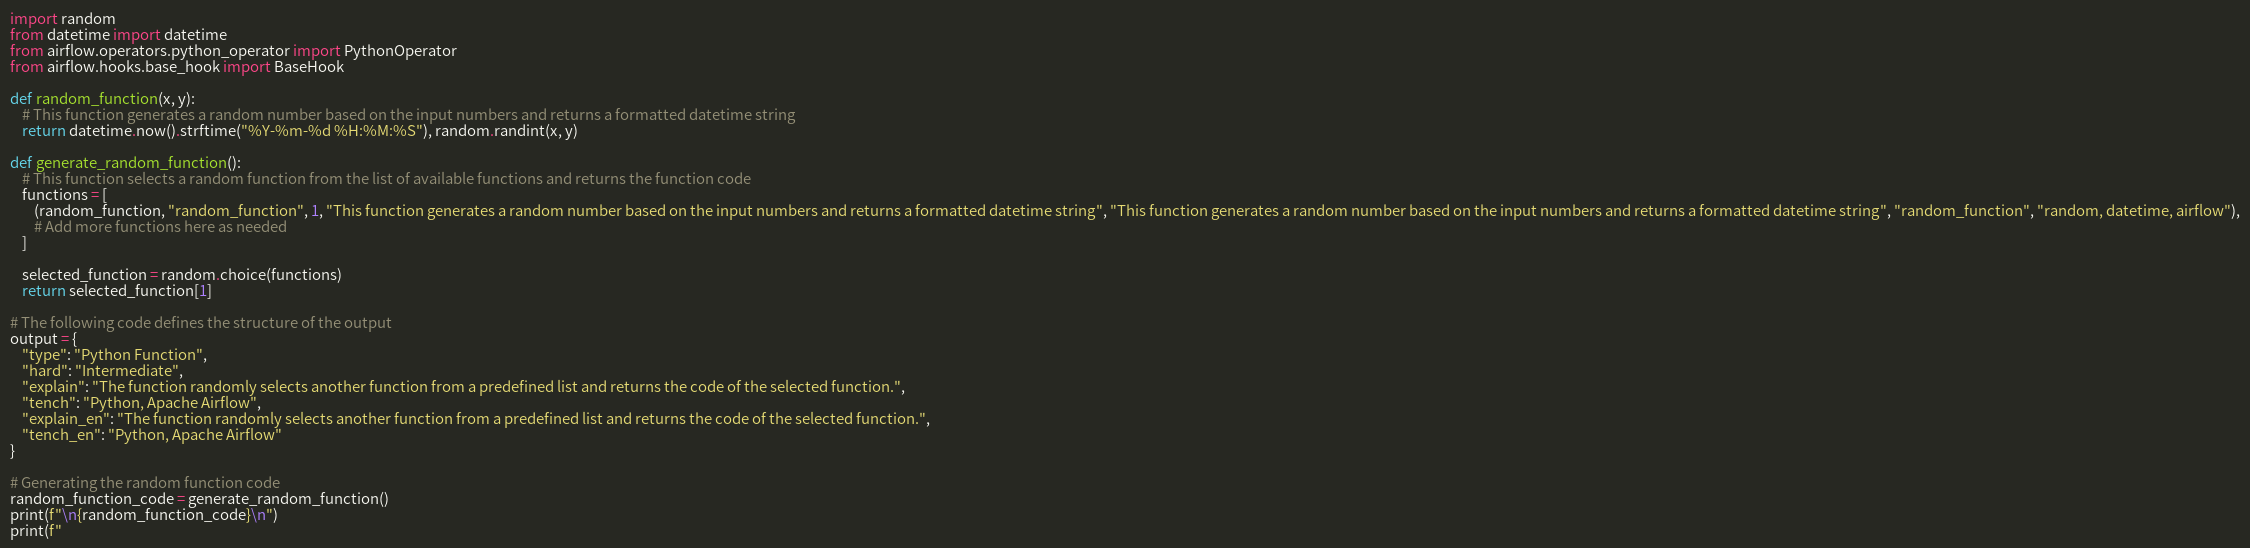 import random
from datetime import datetime
from airflow.operators.python_operator import PythonOperator
from airflow.hooks.base_hook import BaseHook

def random_function(x, y):
    # This function generates a random number based on the input numbers and returns a formatted datetime string
    return datetime.now().strftime("%Y-%m-%d %H:%M:%S"), random.randint(x, y)

def generate_random_function():
    # This function selects a random function from the list of available functions and returns the function code
    functions = [
        (random_function, "random_function", 1, "This function generates a random number based on the input numbers and returns a formatted datetime string", "This function generates a random number based on the input numbers and returns a formatted datetime string", "random_function", "random, datetime, airflow"),
        # Add more functions here as needed
    ]

    selected_function = random.choice(functions)
    return selected_function[1]

# The following code defines the structure of the output
output = {
    "type": "Python Function",
    "hard": "Intermediate",
    "explain": "The function randomly selects another function from a predefined list and returns the code of the selected function.",
    "tench": "Python, Apache Airflow",
    "explain_en": "The function randomly selects another function from a predefined list and returns the code of the selected function.",
    "tench_en": "Python, Apache Airflow"
}

# Generating the random function code
random_function_code = generate_random_function()
print(f"\n{random_function_code}\n")
print(f"